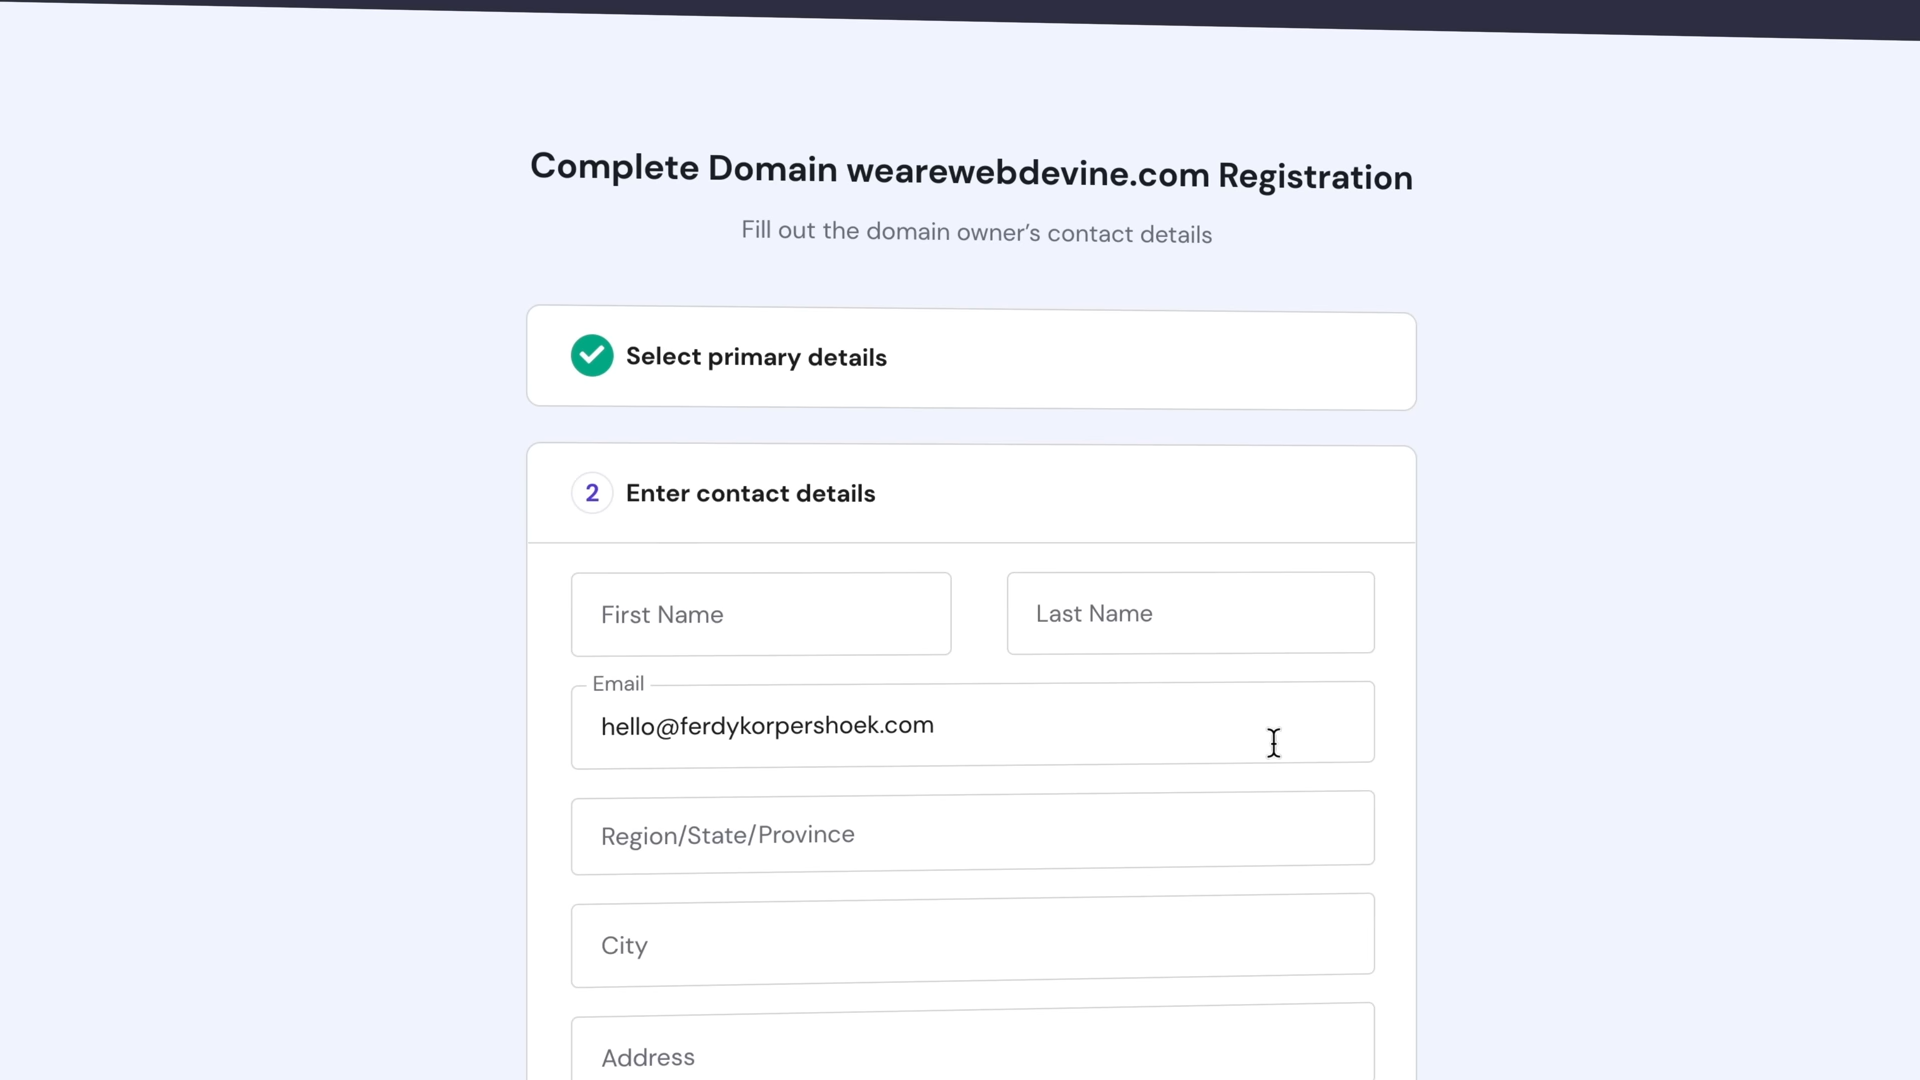 Complete Domain wearewebdevine.com Registration
Fill out the domain owner’s contact details
Select primary details
2 Enter contact details
First Name Last Name
Email
hello@ferdykorpershoek.com
Region/State/Province
City
Address